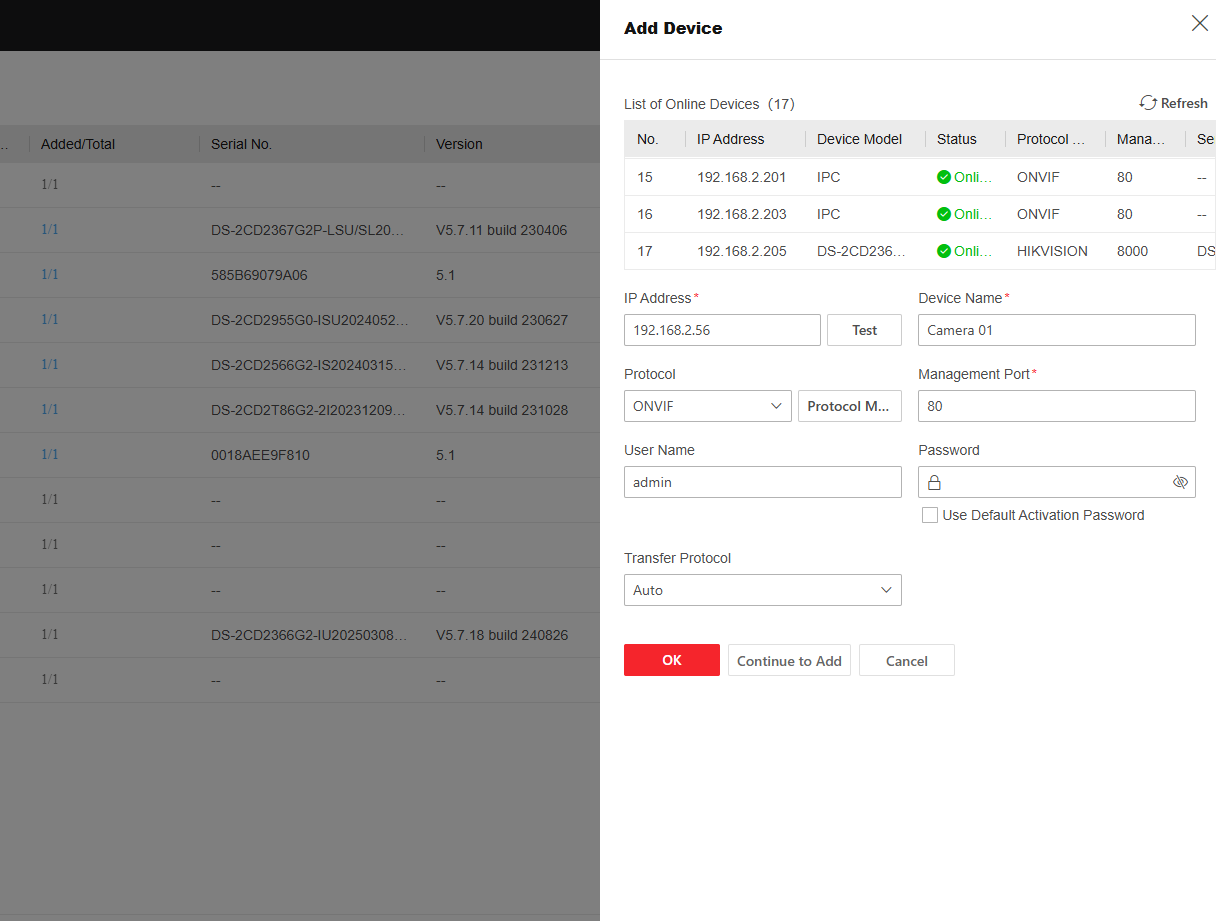 Add Device
List of Online Devices (17)
Refresh
No. IP Address Device Model Status Protocol ... Mana... Se
15 192.168.2.201 IPC Onli... ONVIF 80 --
16 192.168.2.203 IPC Onli... ONVIF 80 --
17 192.168.2.205 DS-2CD236... Onli... HIKVISION 8000 DS
IP Address* Device Name*
192.168.2.56 Test Camera 01
Protocol Management Port*
ONVIF Protocol M... 80
User Name Password
admin
Use Default Activation Password
Transfer Protocol
Auto
OK Continue to Add Cancel
.. Added/Total Serial No. Version
1/1 -- --
1/1 DS-2CD2367G2P-LSU/SL20... V5.7.11 build 230406
1/1 585B69079A06 5.1
1/1 DS-2CD2955G0-ISU2024052... V5.7.20 build 230627
1/1 DS-2CD2566G2-IS20240315... V5.7.14 build 231213
1/1 DS-2CD2T86G2-2I20231209... V5.7.14 build 231028
1/1 0018AEE9F810 5.1
1/1 -- --
1/1 -- --
1/1 -- --
1/1 DS-2CD2366G2-IU20250308... V5.7.18 build 240826
1/1 -- --